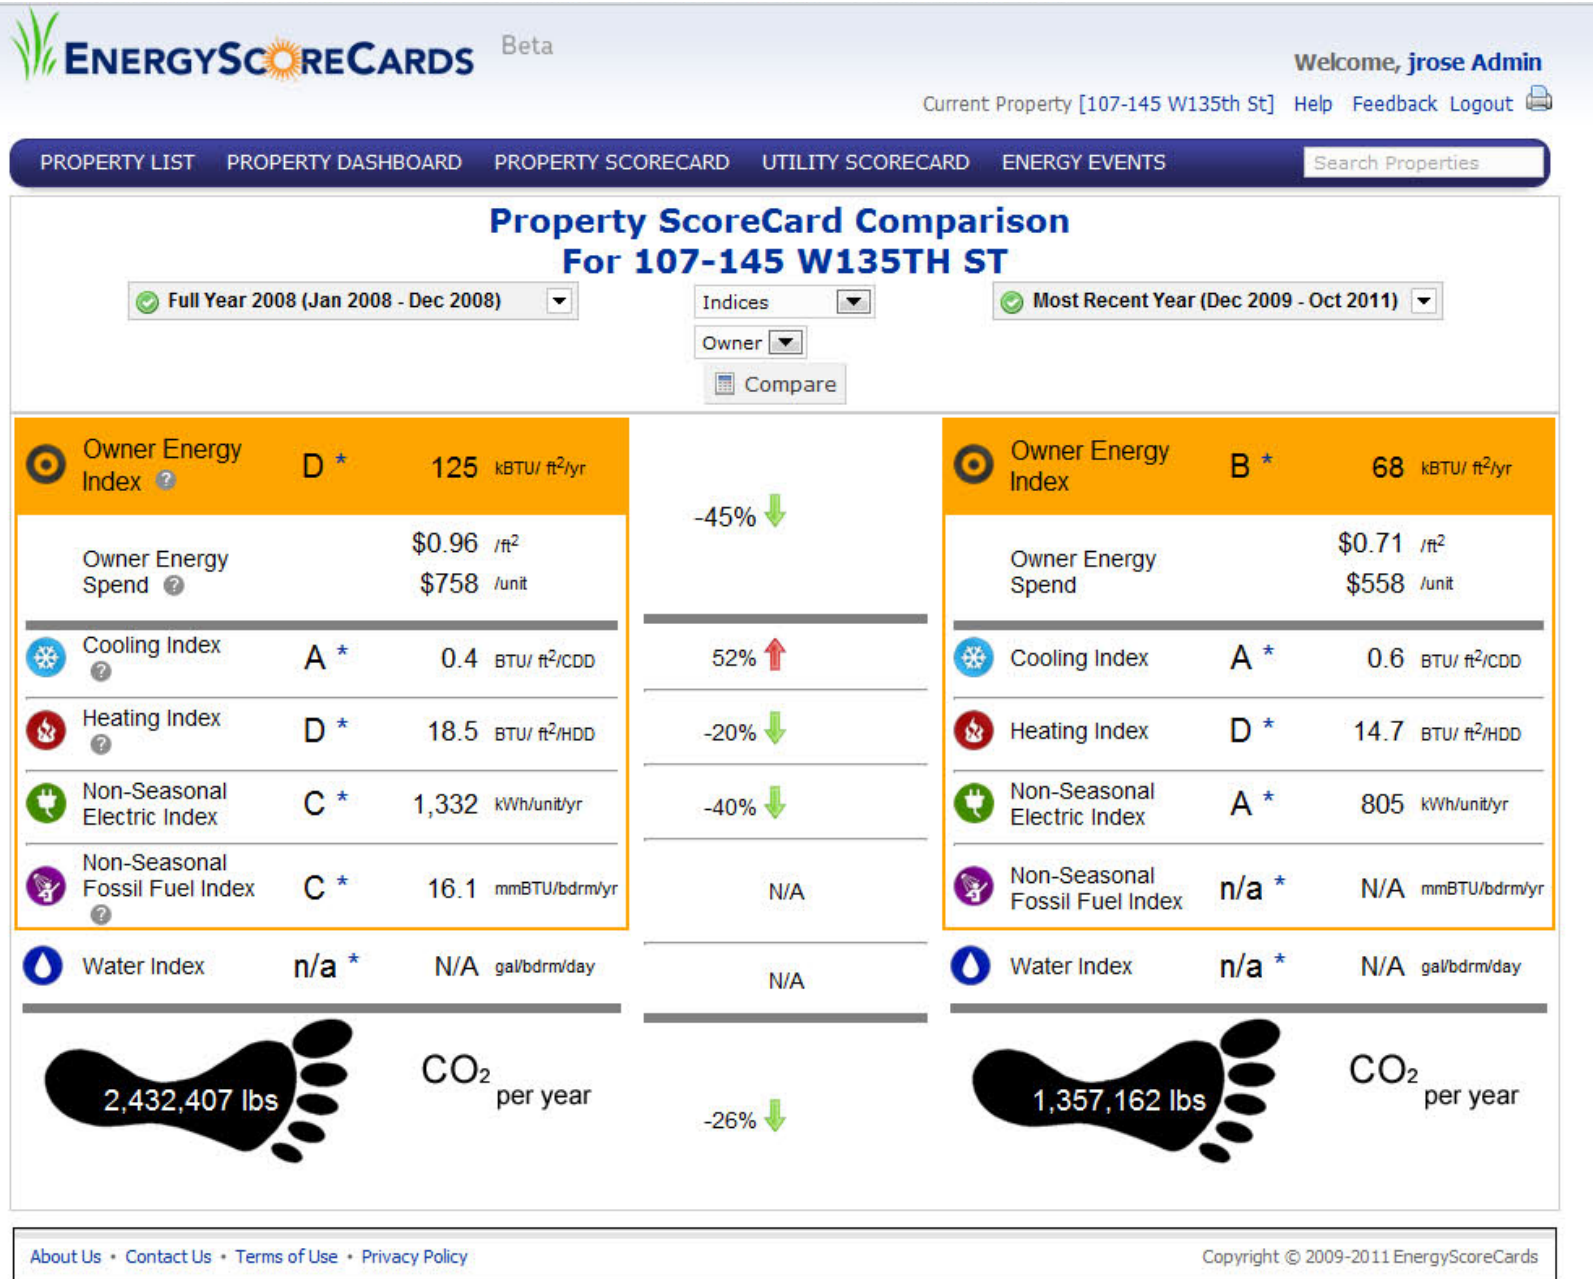 ENERGYSCORECARDS Beta
Welcome, jrose Admin
Current Property [107-145 W135th St] Help Feedback Logout
PROPERTY LIST PROPERTY DASHBOARD PROPERTY SCORECARD UTILITY SCORECARD ENERGY EVENTS Search Properties
Property ScoreCard Comparison
For 107-145 W135TH ST
Full Year 2008 (Jan 2008 - Dec 2008) Indices Most Recent Year (Dec 2009 - Oct 2011)
Owner
Compare
Owner Energy
Index ? D * 125 kBTU/ ft²/yr
-45%
Owner Energy
Index B * 68 kBTU/ ft²/yr
Owner Energy
Spend ?
$0.96 /ft²
$758 /unit
Owner Energy
Spend
$0.71 /ft²
$558 /unit
Cooling Index ? A * 0.4 BTU/ ft²/CDD
52%
Cooling Index A * 0.6 BTU/ ft²/CDD
Heating Index ? D * 18.5 BTU/ ft²/HDD
-20%
Heating Index D * 14.7 BTU/ ft²/HDD
Non-Seasonal
Electric Index C * 1,332 kWh/unit/yr
-40%
Non-Seasonal
Electric Index A * 805 kWh/unit/yr
Non-Seasonal
Fossil Fuel Index ? C * 16.1 mmBTU/bdrm/yr
N/A
Non-Seasonal
Fossil Fuel Index n/a * N/A mmBTU/bdrm/yr
Water Index n/a * N/A gal/bdrm/day
N/A
Water Index n/a * N/A gal/bdrm/day
2,432,407 lbs CO₂ per year
-26%
1,357,162 lbs CO₂ per year
About Us • Contact Us • Terms of Use • Privacy Policy Copyright © 2009-2011 EnergyScoreCards